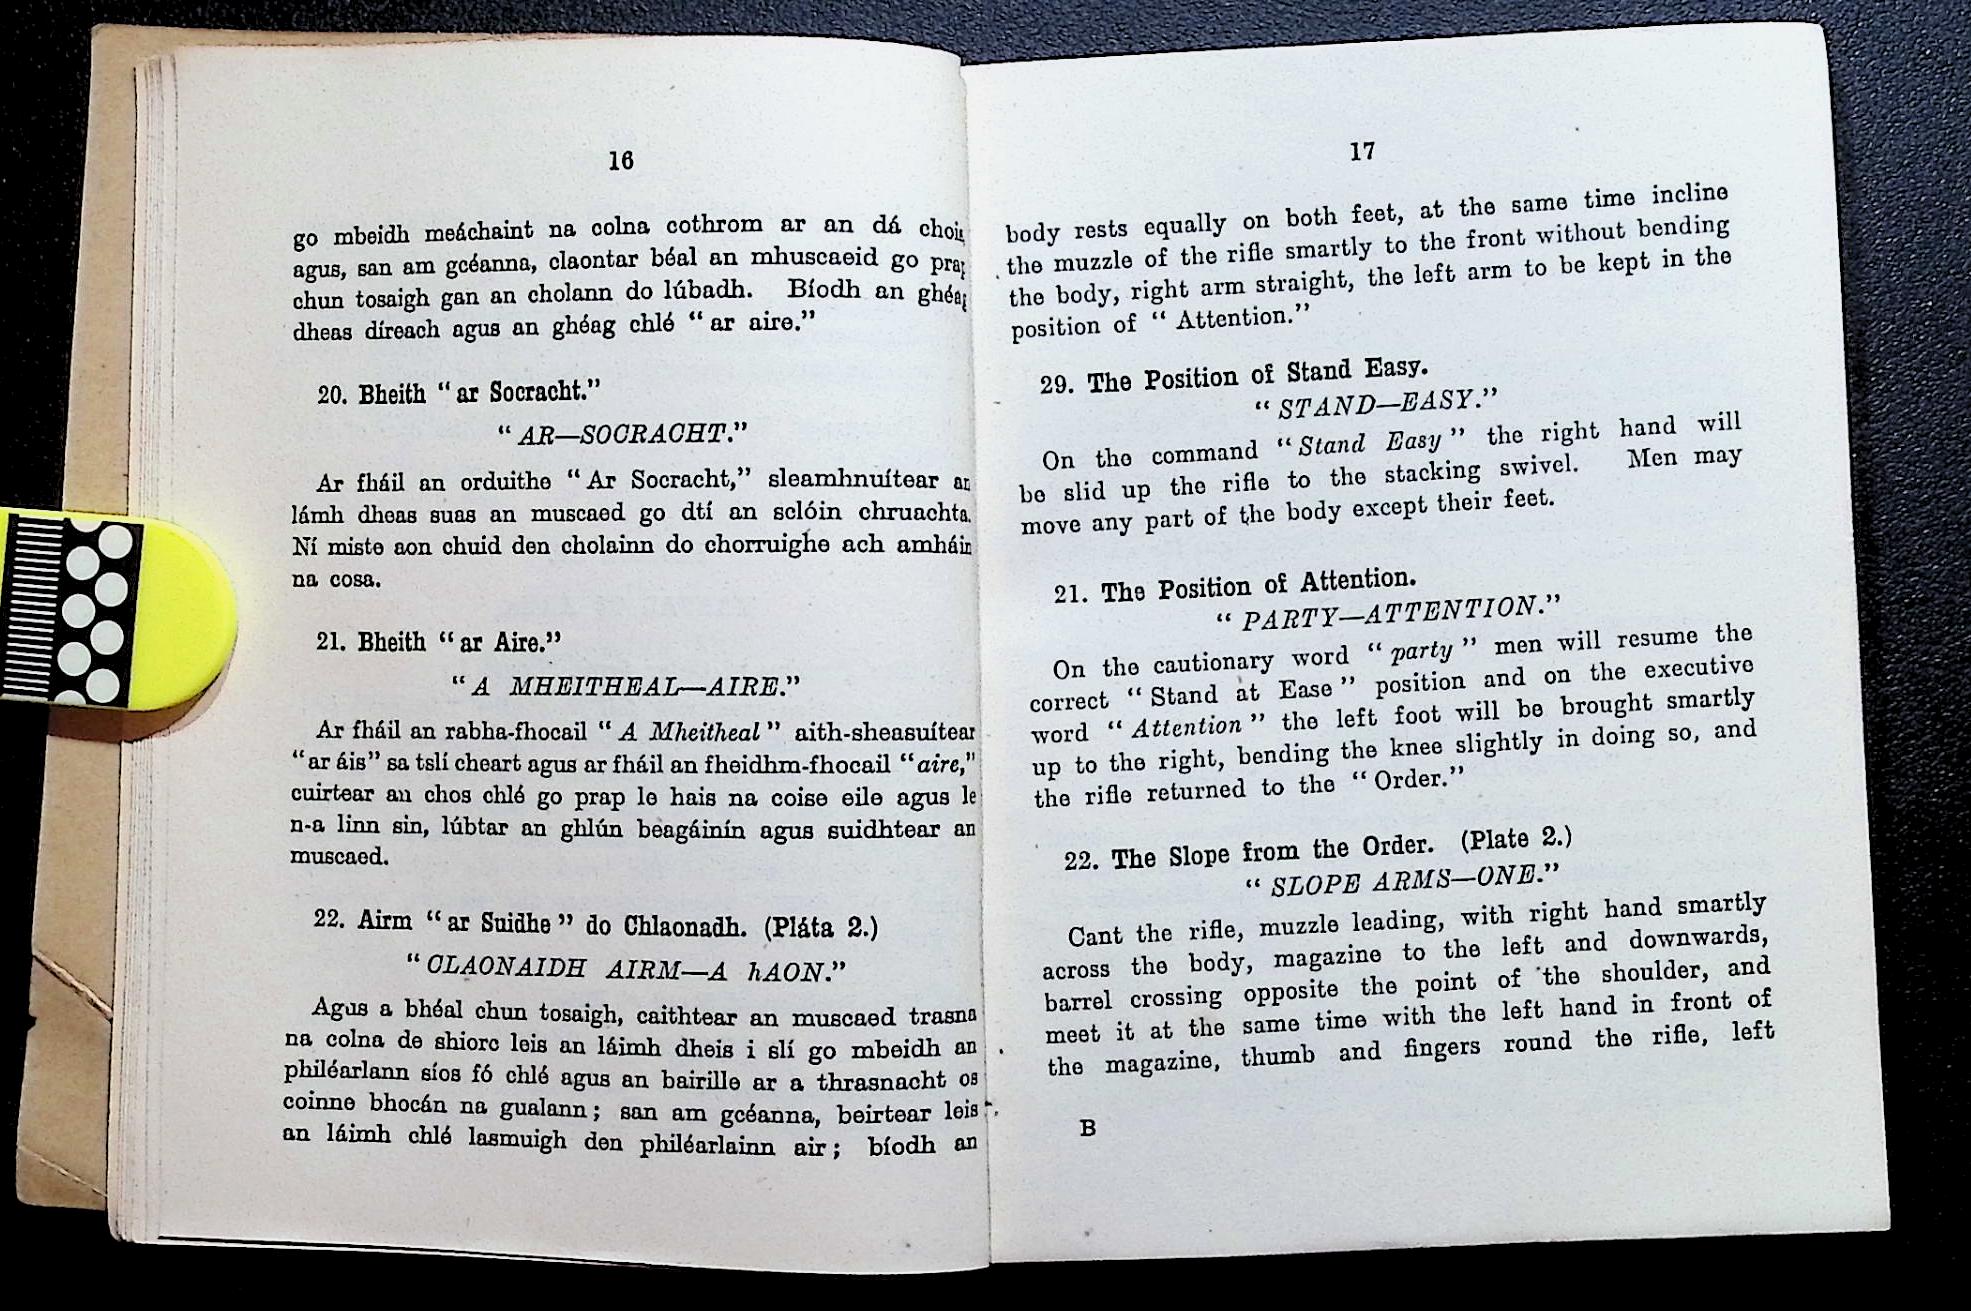 16
go mbeidh meáchaint na colna cothrom ar an dá
agus, san am gcéanna, claontar béal an mhuscaeid go
chun tosaigh gan an cholann do lúbadh. Bíodh an
dheas díreach agus an ghéag chlé “ar aire.”
20. Bheith “ar Socracht.”
“AR—SOCRACHT.”
Ar fháil an orduithe “Ar Socracht,” sleamhnuítear
lámh dheas suas an muscaed go dtí an sclóin chruachta.
Ní miste aon chuid den cholainn do chorruighe ach amháin
na cosa.
21. Bheith “ar Aire.”
“A MHEITHEAL—AIRE.”
Ar fháil an rabha-fhocail “A Mheitheal” aith-sheasuítear
“ar áis” sa tslí cheart agus ar fháil an fheidhm-fhocail “aire,”
cuirtear an chos chlé go prap le hais na coise eile agus le
n-a linn sin, lúbtar an ghlún beagáinín agus suidhtear an
muscaed.
22. Airm “ar Suidhe” do Chlaonadh. (Pláta 2.)
“CLAONAIDH AIRM—A hAON.”
Agus a bhéal chun tosaigh, caithtear an muscaed trasna
na colna de shiorc leis an láimh dheis i slí go mbeidh an
philéarlann síos fó chlé agus an bairille ar a thrasnacht os
coinne bhocán na gualann; san am gcéanna, beirtear leis
an láimh chlé lasmuigh den philéarlainn air; bíodh an
17
body rests equally on both feet, at the same time incline
the muzzle of the rifle smartly to the front without bending
the body, right arm straight, the left arm to be kept in the
position of “Attention.”
29. The Position of Stand Easy.
“STAND—EASY.”
On the command “Stand Easy” the right hand will
be slid up the rifle to the stacking swivel. Men may
move any part of the body except their feet.
21. The Position of Attention.
“PARTY—ATTENTION.”
On the cautionary word “party” men will resume the
correct “Stand at Ease” position and on the executive
word “Attention” the left foot will be brought smartly
up to the right, bending the knee slightly in doing so, and
the rifle returned to the “Order.”
22. The Slope from the Order. (Plate 2.)
“SLOPE ARMS—ONE.”
Cant the rifle, muzzle leading, with right hand smartly
across the body, magazine to the left and downwards,
barrel crossing opposite the point of the shoulder, and
meet it at the same time with the left hand in front of
the magazine, thumb and fingers round the rifle, left
B